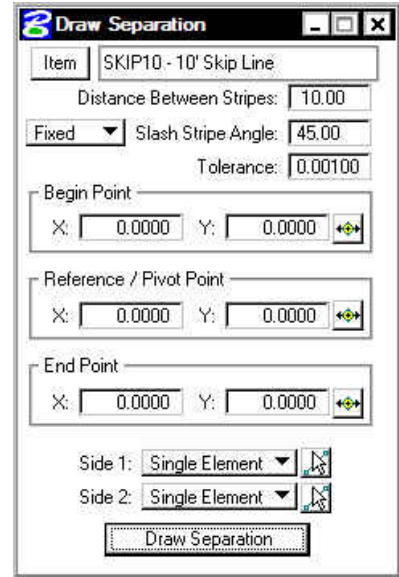 Draw Separation
Item SKIP10 - 10' Skip Line
Distance Between Stripes: 10.00
Fixed Slash Stripe Angle: 45.00
Tolerance: 0.00100
Begin Point
X: 0.0000 Y: 0.0000
Reference / Pivot Point
X: 0.0000 Y: 0.0000
End Point
X: 0.0000 Y: 0.0000
Side 1: Single Element
Side 2: Single Element
Draw Separation